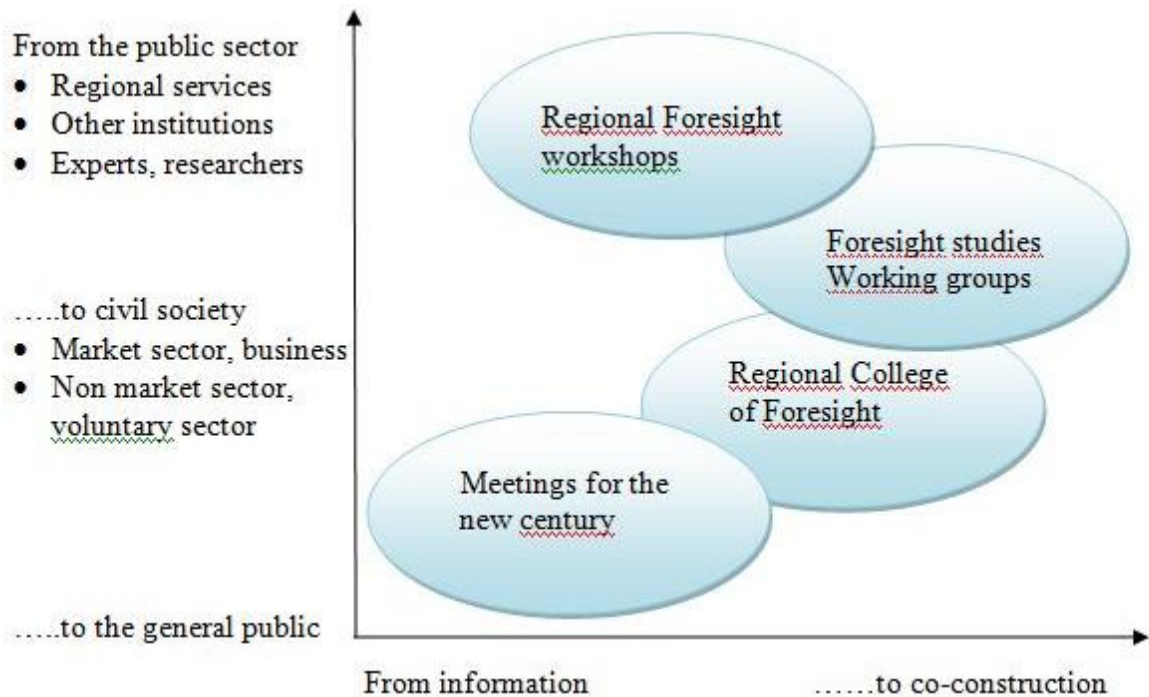 From the public sector
• Regional services
• Other institutions
• Experts, researchers
…..to civil society
• Market sector, business
• Non market sector,
voluntary sector
…..to the general public
Regional Foresight
workshops
Foresight studies
Working groups
Regional College
of Foresight
Meetings for the
new century
From information
……to co-construction